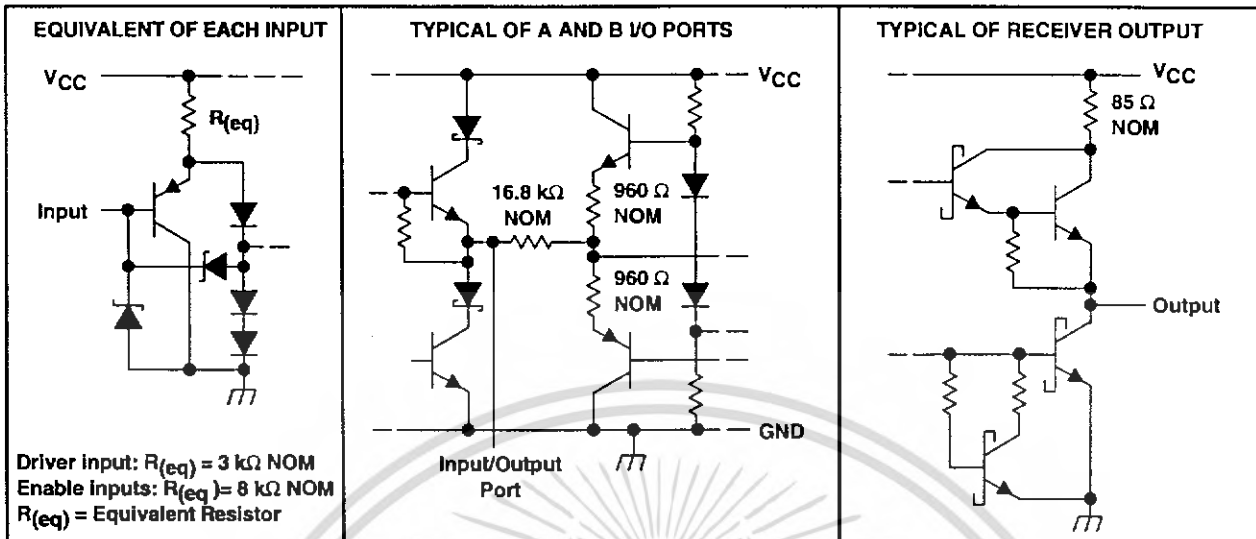 EQUIVALENT OF EACH INPUT
VCC
R(eq)
Input
Driver input: R(eq) = 3 kΩ NOM
Enable inputs: R(eq)= 8 kΩ NOM
R(eq) = Equivalent Resistor
TYPICAL OF A AND B I/O PORTS
VCC
16.8 kΩ
NOM
960 Ω
NOM
960 Ω
NOM
GND
Input/Output
Port
TYPICAL OF RECEIVER OUTPUT
VCC
85 Ω
NOM
Output